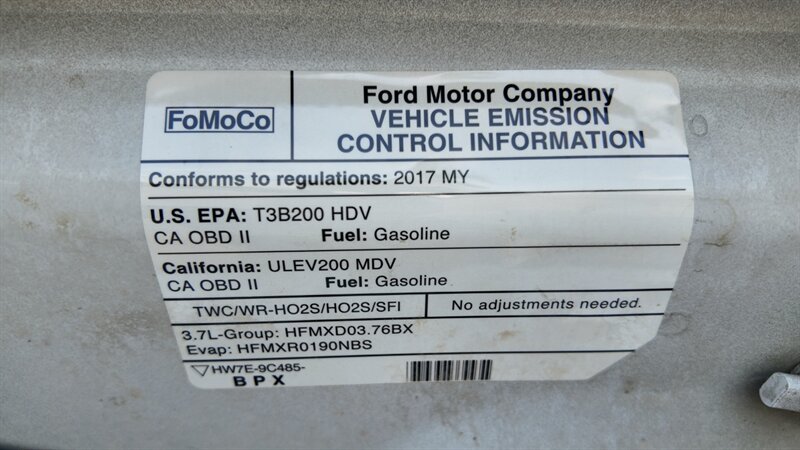 FoMoCo
Ford Motor Company
VEHICLE EMISSION
CONTROL INFORMATION
Conforms to regulations: 2017 MY
U.S. EPA: T3B200 HDV
CA OBD II Fuel: Gasoline
California: ULEV200 MDV
CA OBD II Fuel: Gasoline
TWC/WR-HO2S/HO2S/SFI
No adjustments needed.
3.7L-Group: HFMXD03.76BX
Evap: HFMXR0190NBS
HW7E-9C485-
BPX